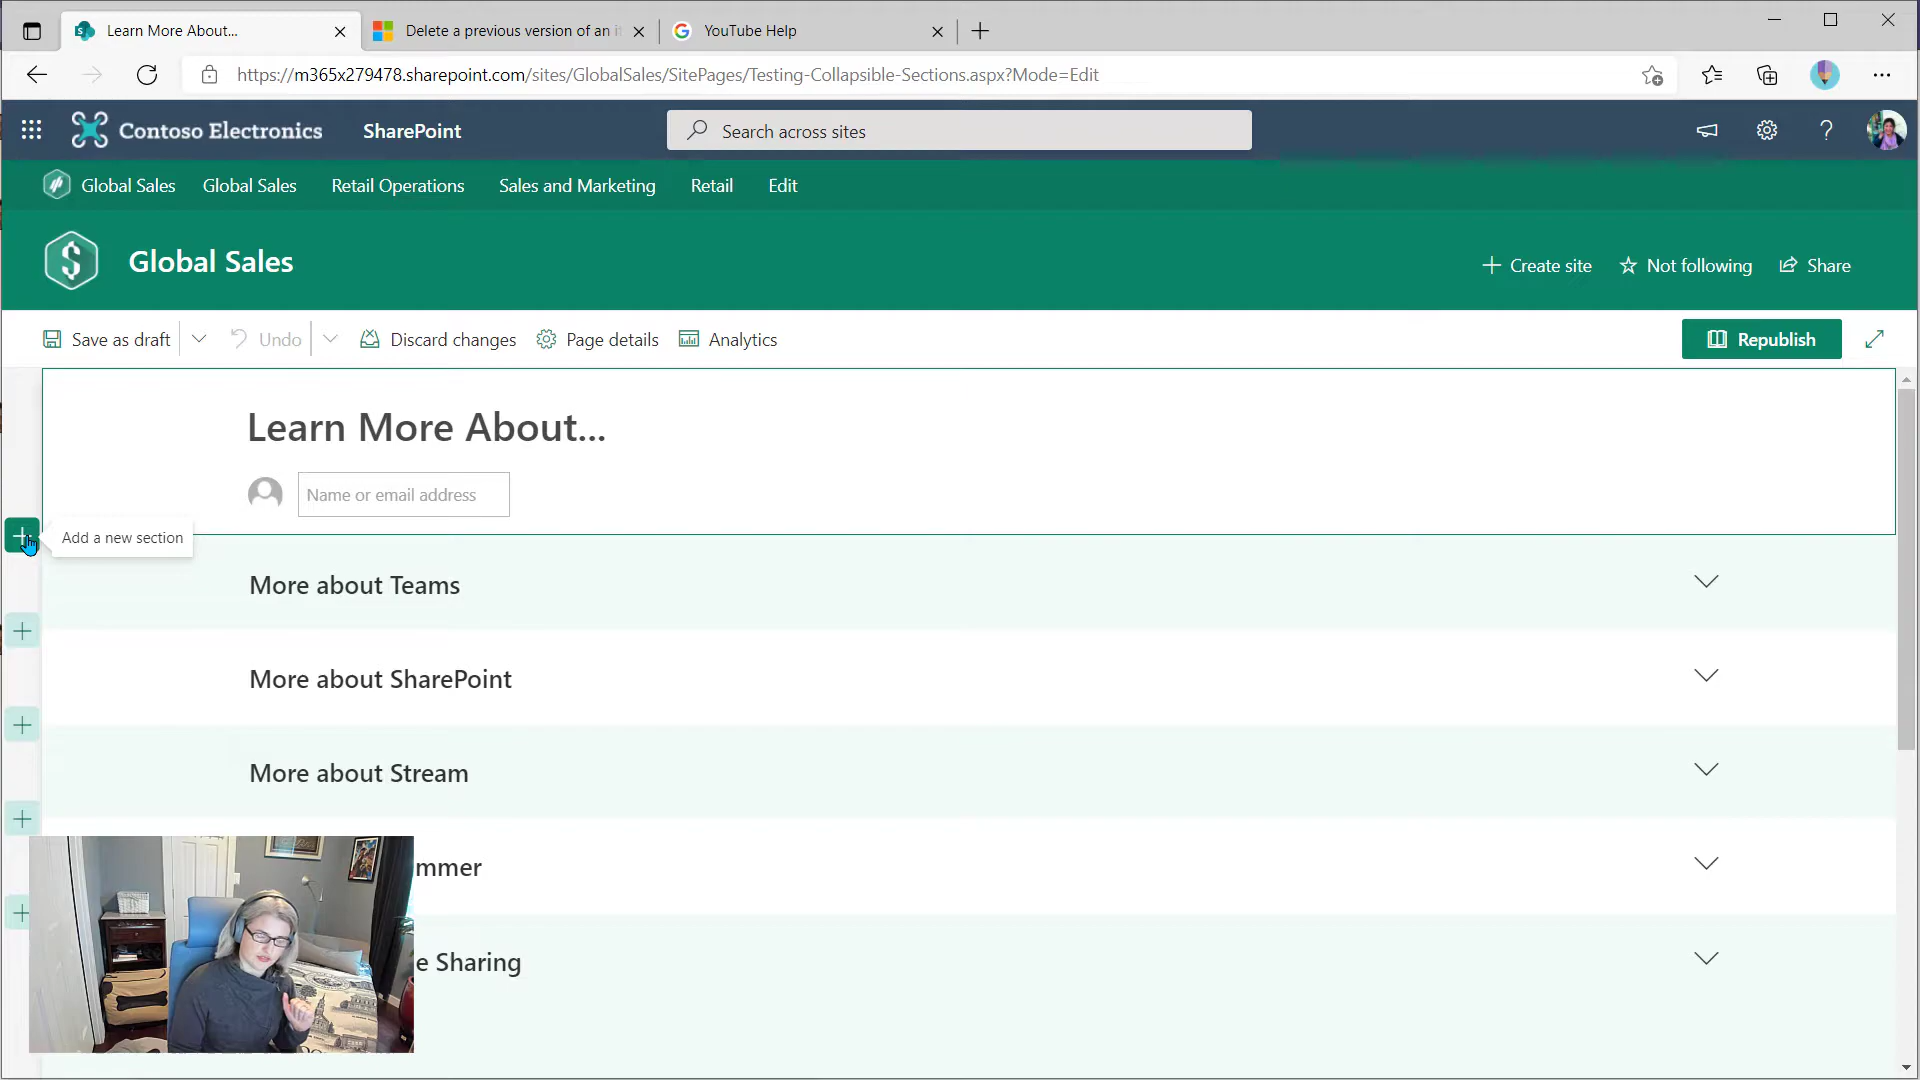 Learn More About...
Delete a previous version of an it
YouTube Help
https://m365x279478.sharepoint.com/sites/GlobalSales/SitePages/Testing-Collapsible-Sections.aspx?Mode=Edit
Contoso Electronics
SharePoint
Search across sites
Global Sales
Global Sales
Retail Operations
Sales and Marketing
Retail
Edit
Global Sales
Create site
Not following
Share
Save as draft
Undo
Discard changes
Page details
Analytics
Republish
Learn More About...
Name or email address
Add a new section
More about Teams
More about SharePoint
More about Stream
mmer
e Sharing